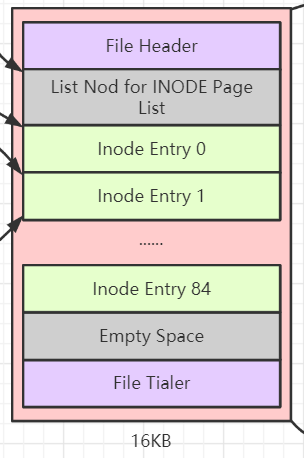 File Header
List Nod for INODE Page
List
Inode Entry 0
Inode Entry 1
......
Inode Entry 84
Empty Space
File Tialer
16KB